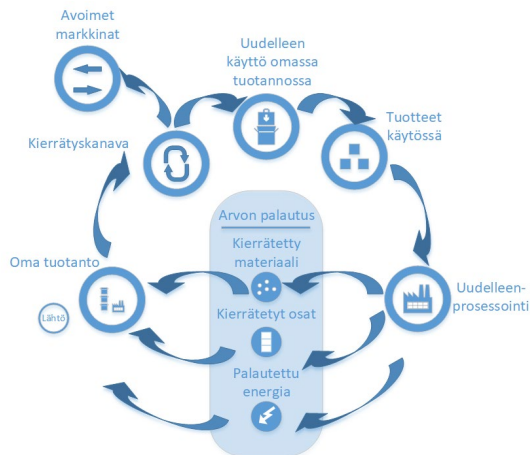 Avoimet
markkinat
Uudelleen
käyttö omassa
tuotannossa
Tuotteet
käytössä
Kierrätyskanava
Arvon palautus
Kierrätetty
materiaali
Oma tuotanto
Uudelleen-
prosessointi
Lähtö
Kierrätetyt osat
Palautettu
energia